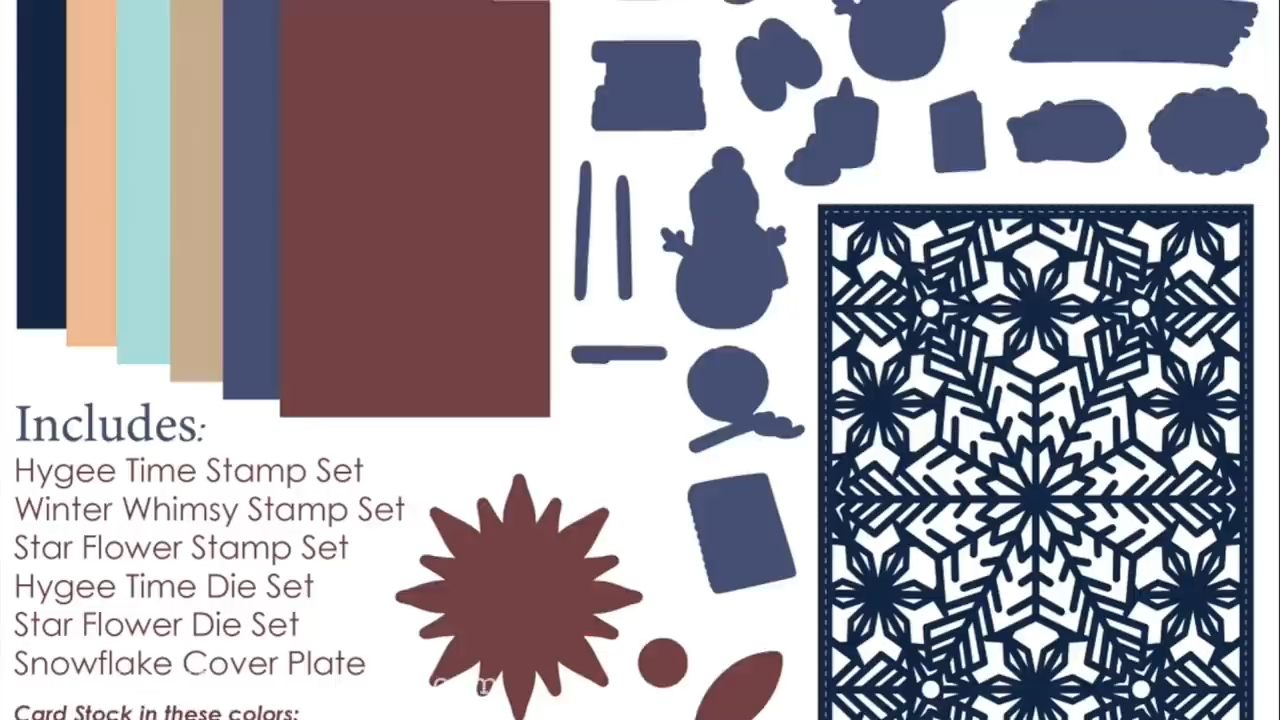 Includes:
Hygee Time Stamp Set
Winter Whimsy Stamp Set
Star Flower Stamp Set
Hygee Time Die Set
Star Flower Die Set
Snowflake Cover Plate
Card Stock in these colors: